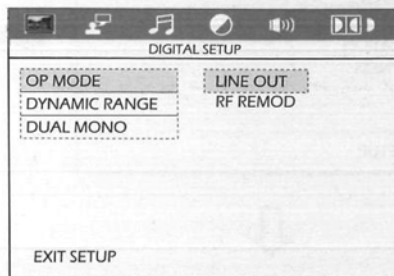 DIGITAL SETUP
OP MODE
LINE OUT
DYNAMIC RANGE
RF REMOD
DUAL MONO
EXIT SETUP